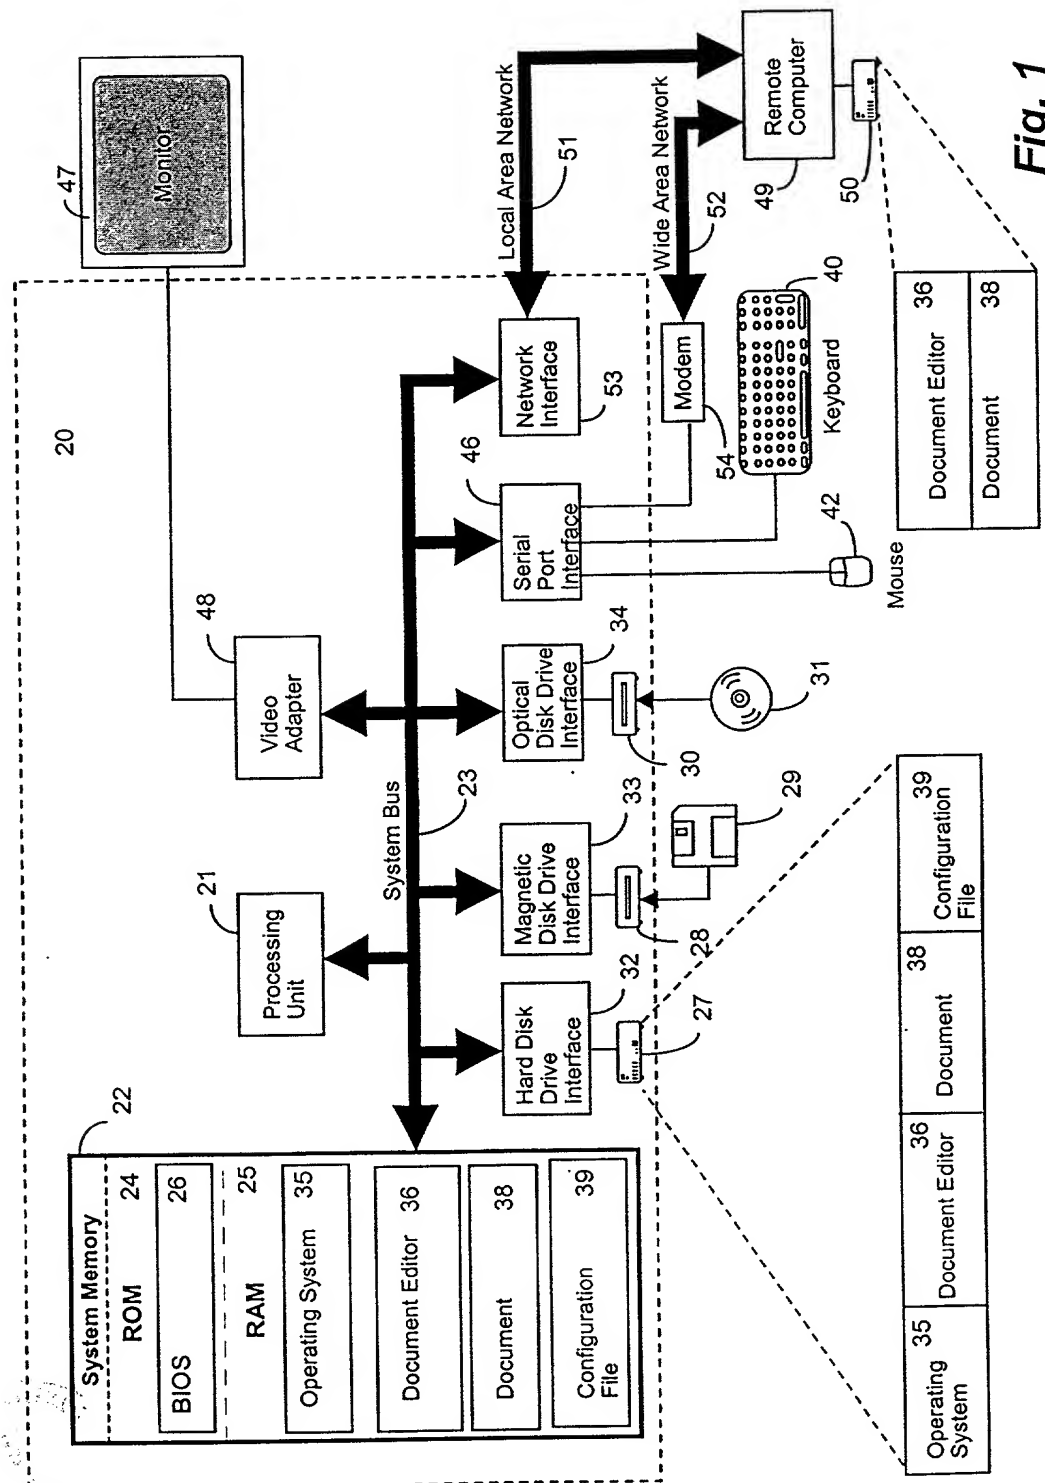 System Memory
22
ROM 24
BIOS 26
RAM 25
Operating System 35
Document Editor 36
Document 38
Configuration
File
39
Processing
Unit
21
Video
Adapter
48
20
47
Monitor
System Bus
23
Hard Disk
Drive
Interface
32
Magnetic
Disk Drive
Interface
33
Optical
Disk Drive
Interface
34
Serial
Port
Interface
46
Network
Interface
53
Local Area Network
51
27
28
30
29
31
Modem
54
Wide Area Network
52
Mouse
42
Keyboard
40
Remote
Computer
49
50
Operating
System
35
Document Editor
36
Document
38
Configuration
File
39
Document Editor 36
Document 38
Fig. 1